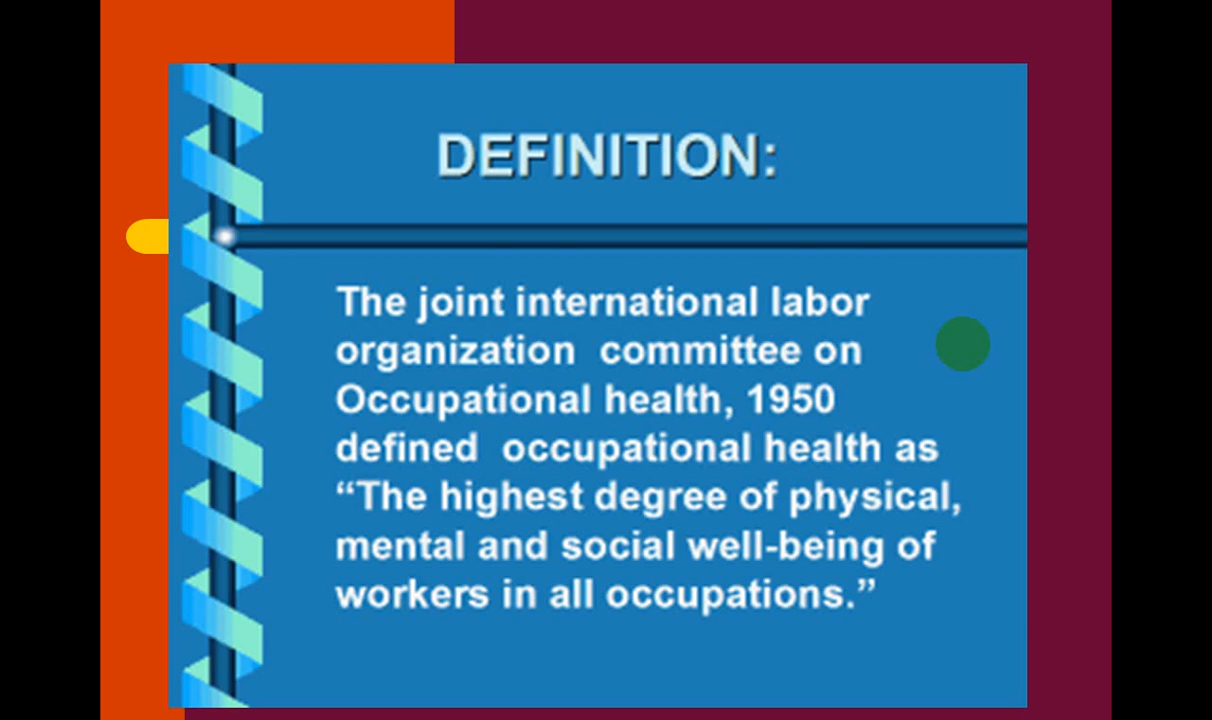 DEFINITION:
The joint international labor
organization committee on
Occupational health, 1950
defined occupational health as
“The highest degree of physical,
mental and social well-being of
workers in all occupations.”